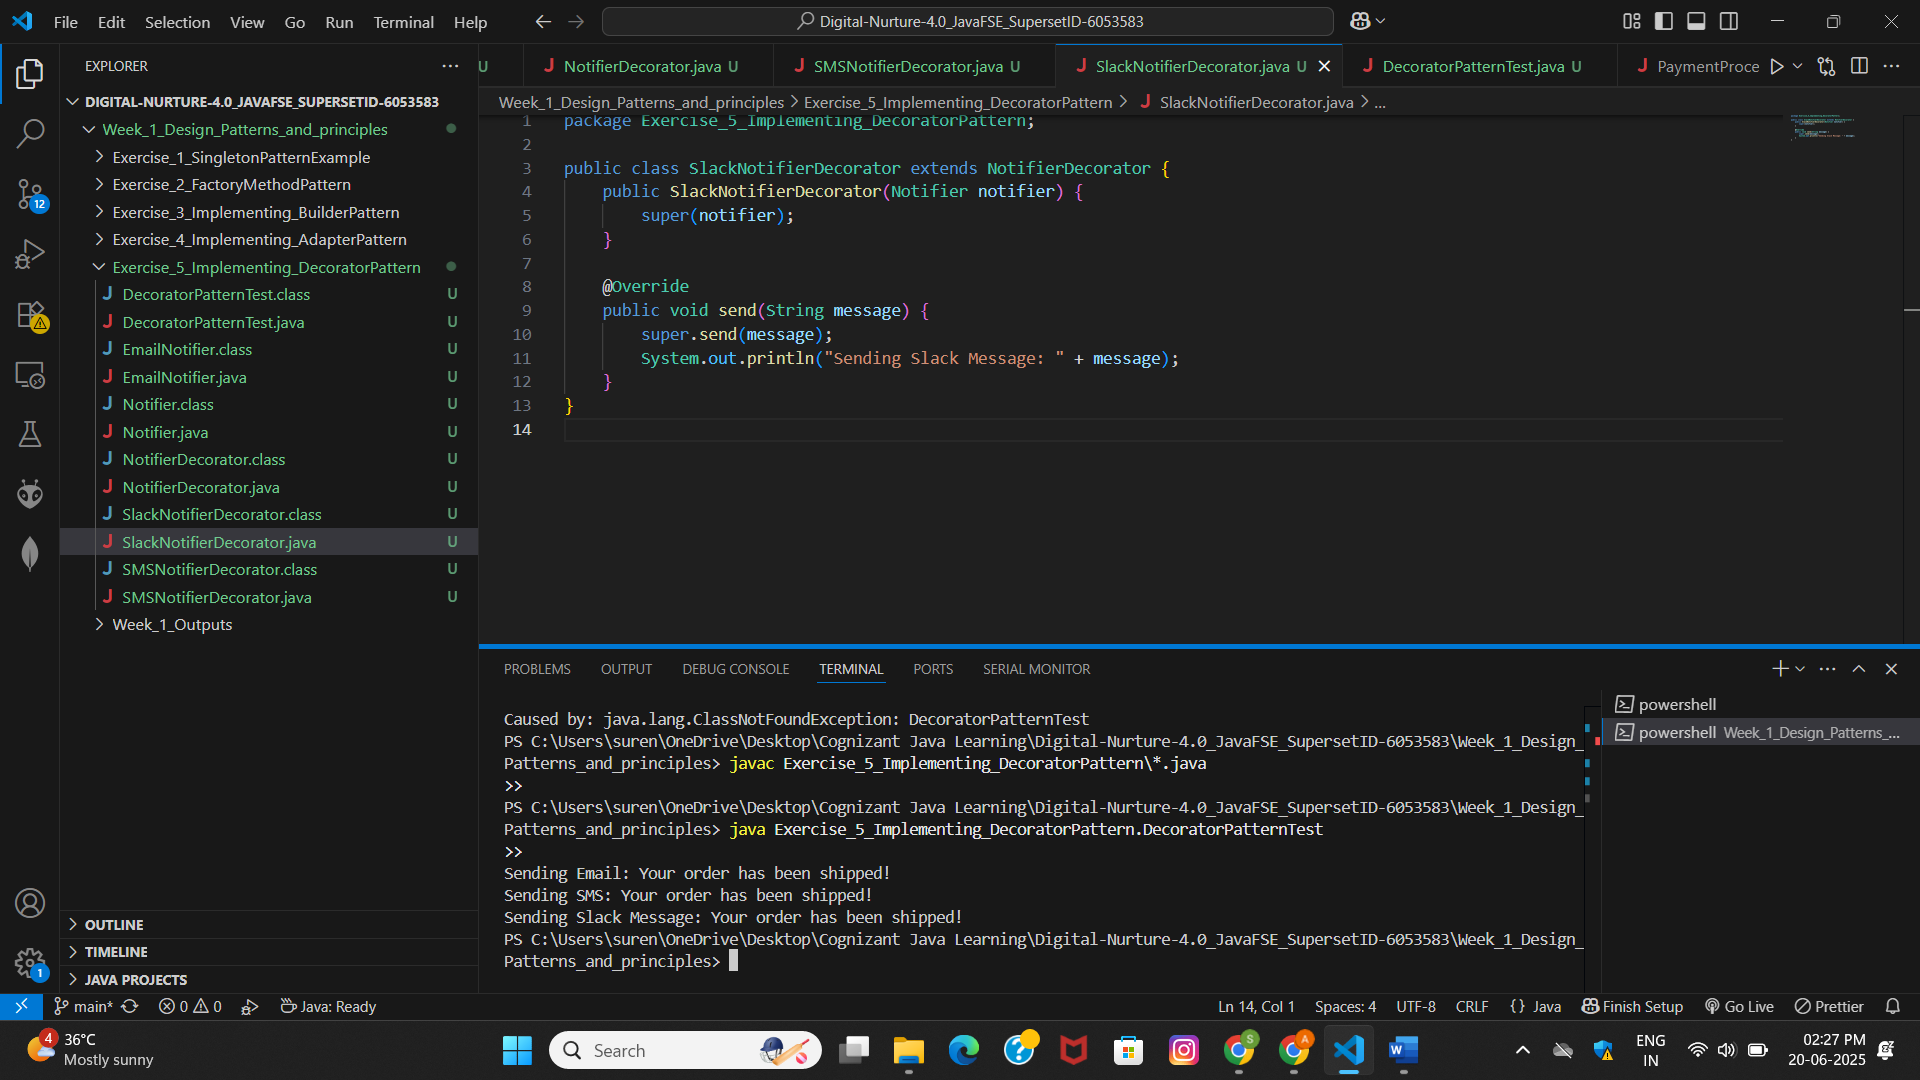 File Edit Selection View Go Run Terminal Help
Digital-Nurture-4.0_JavaFSE_SupersetID-6053583
EXPLORER
U
NotifierDecorator.java U
SMSNotifierDecorator.java U
SlackNotifierDecorator.java U
DecoratorPatternTest.java U
PaymentProce
DIGITAL-NURTURE-4.0_JAVAFSE_SUPERSETID-6053583
Week_1_Design_Patterns_and_principles
Exercise_1_SingletonPatternExample
Exercise_2_FactoryMethodPattern
Exercise_3_Implementing_BuilderPattern
Exercise_4_Implementing_AdapterPattern
Exercise_5_Implementing_DecoratorPattern
DecoratorPatternTest.class U
DecoratorPatternTest.java U
EmailNotifier.class U
EmailNotifier.java U
Notifier.class U
Notifier.java U
NotifierDecorator.class U
NotifierDecorator.java U
SlackNotifierDecorator.class U
SlackNotifierDecorator.java U
SMSNotifierDecorator.class U
SMSNotifierDecorator.java U
Week_1_Outputs
12
OUTLINE
TIMELINE
JAVA PROJECTS
1
Week_1_Design_Patterns_and_principles > Exercise_5_Implementing_DecoratorPattern > SlackNotifierDecorator.java > ...
1 package Exercise_5_Implementing_DecoratorPattern;
2
3 public class SlackNotifierDecorator extends NotifierDecorator {
4 public SlackNotifierDecorator(Notifier notifier) {
5 super(notifier);
6 }
7
8 @Override
9 public void send(String message) {
10 super.send(message);
11 System.out.println("Sending Slack Message: " + message);
12 }
13 }
14
PROBLEMS OUTPUT DEBUG CONSOLE TERMINAL PORTS SERIAL MONITOR
Caused by: java.lang.ClassNotFoundException: DecoratorPatternTest
PS C:\Users\suren\OneDrive\Desktop\Cognizant Java Learning\Digital-Nurture-4.0_JavaFSE_SupersetID-6053583\Week_1_Design_
Patterns_and_principles> javac Exercise_5_Implementing_DecoratorPattern\*.java
>>
PS C:\Users\suren\OneDrive\Desktop\Cognizant Java Learning\Digital-Nurture-4.0_JavaFSE_SupersetID-6053583\Week_1_Design_
Patterns_and_principles> java Exercise_5_Implementing_DecoratorPattern.DecoratorPatternTest
>>
Sending Email: Your order has been shipped!
Sending SMS: Your order has been shipped!
Sending Slack Message: Your order has been shipped!
PS C:\Users\suren\OneDrive\Desktop\Cognizant Java Learning\Digital-Nurture-4.0_JavaFSE_SupersetID-6053583\Week_1_Design_
Patterns_and_principles>
powershell
powershell Week_1_Design_Patterns_...
main* 0 0 Java: Ready
Ln 14, Col 1 Spaces: 4 UTF-8 CRLF {} Java Finish Setup Go Live Prettier
4
36°C
Mostly sunny
Search
S
A
ENG
IN
02:27 PM
20-06-2025